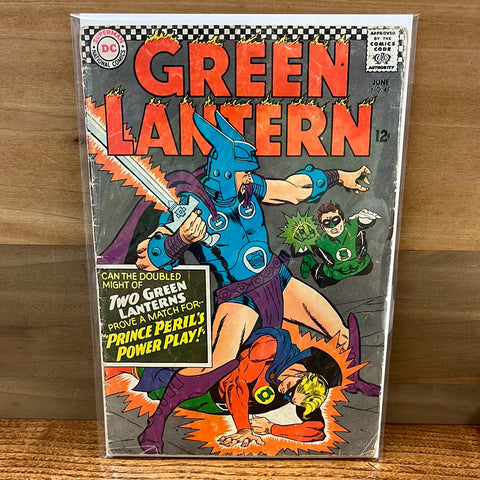 SUPERMAN
DC
NATIONAL COMICS
APPROVED
BY THE
COMICS
CODE
AUTHORITY
GREEN
LANTERN
JUNE
NO. 45
12¢
CAN THE DOUBLED
MIGHT OF
TWO GREEN
LANTERNS
PROVE A MATCH FOR--
"PRINCE PERIL'S
POWER PLAY!"